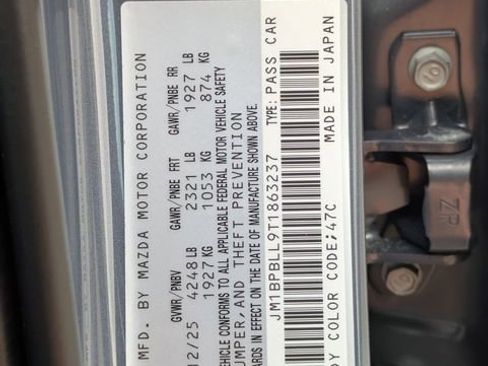 MFD. BY MAZDA MOTOR CORPORATION
GVWR/PNBV GAWR/PNBE FRT GAWR/PNBE RR
12/25 4248 LB 2321 LB 1927 LB
1927 KG 1053 KG 874 KG
VEHICLE CONFORMS TO ALL APPLICABLE FEDERAL MOTOR VEHICLE SAFETY
BUMPER, AND THEFT PREVENTION
IN EFFECT ON THE DATE OF MANUFACTURE SHOWN ABOVE.
JM1BPBLL9T1863237 TYPE: PASS CAR
COLOR CODE;47C MADE IN JAPAN
ZR